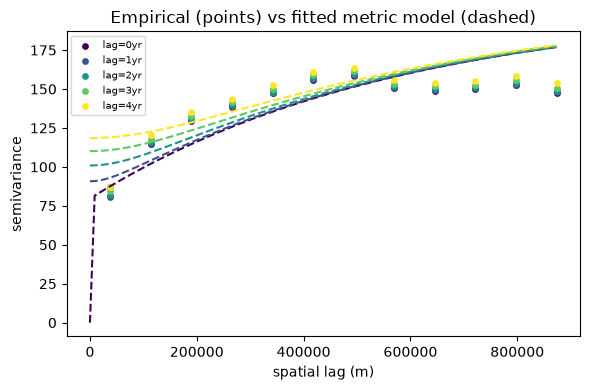 Empirical (points) vs fitted metric model (dashed)
lag=0yr
lag=1yr
lag=2yr
lag=3yr
lag=4yr
semivariance
175
150
125
100
75
50
25
0
0 200000 400000 600000 800000
spatial lag (m)